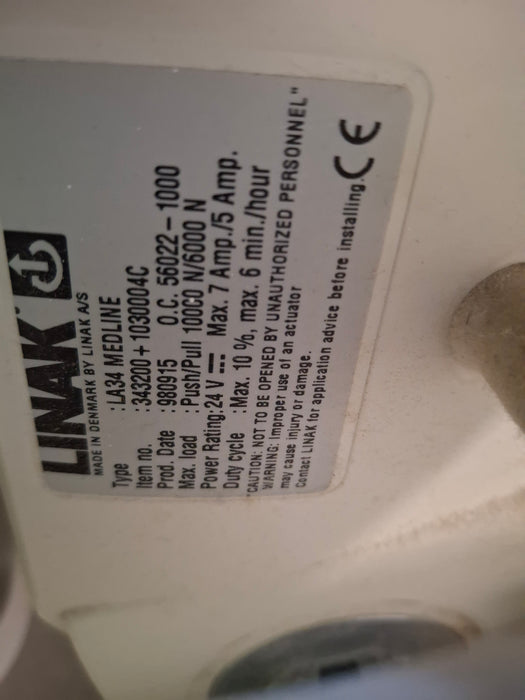 LINAK®
MADE IN DENMARK BY LINAK A/S
Type : LA34 MEDLINE
Item no. : 343200+1030004C
Prod. Date : 980915 O.C. 56022-1000
Max. load : Push/Pull 10000 N/6000 N
Power Rating: 24 V ⎓ Max. 7 Amp./5 Amp.
Duty cycle : Max. 10 %, max. 6 min./hour
"CAUTION: NOT TO BE OPENED BY UNAUTHORIZED PERSONNEL"
WARNING: Improper use of an actuator
may cause injury or damage.
Contact LINAK for application advice before installing.
CE